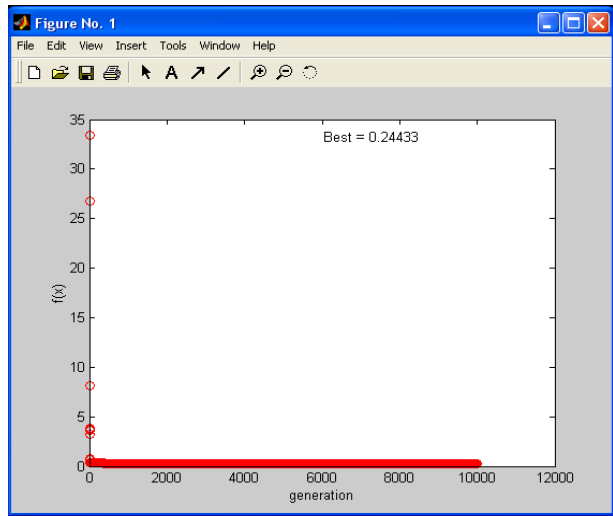 Figure No. 1
File Edit View Insert Tools Window Help
A
Best = 0.24433
35
30
25
20
15
10
5
0
f(x)
0 2000 4000 6000 8000 10000 12000
generation